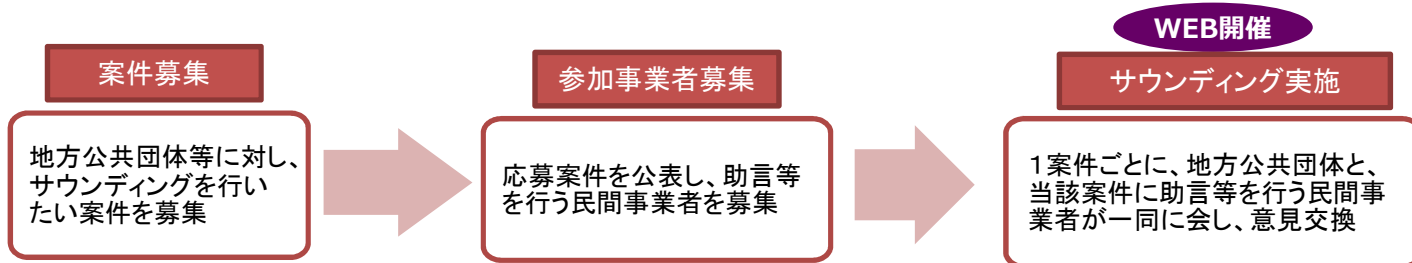 案件募集
地方公共団体等に対し、
サウンディングを行い
たい案件を募集
参加事業者募集
応募案件を公表し、助言等
を行う民間事業者を募集
WEB開催
サウンディング実施
１案件ごとに、地方公共団体と、
当該案件に助言等を行う民間事
業者が一同に会し、意見交換